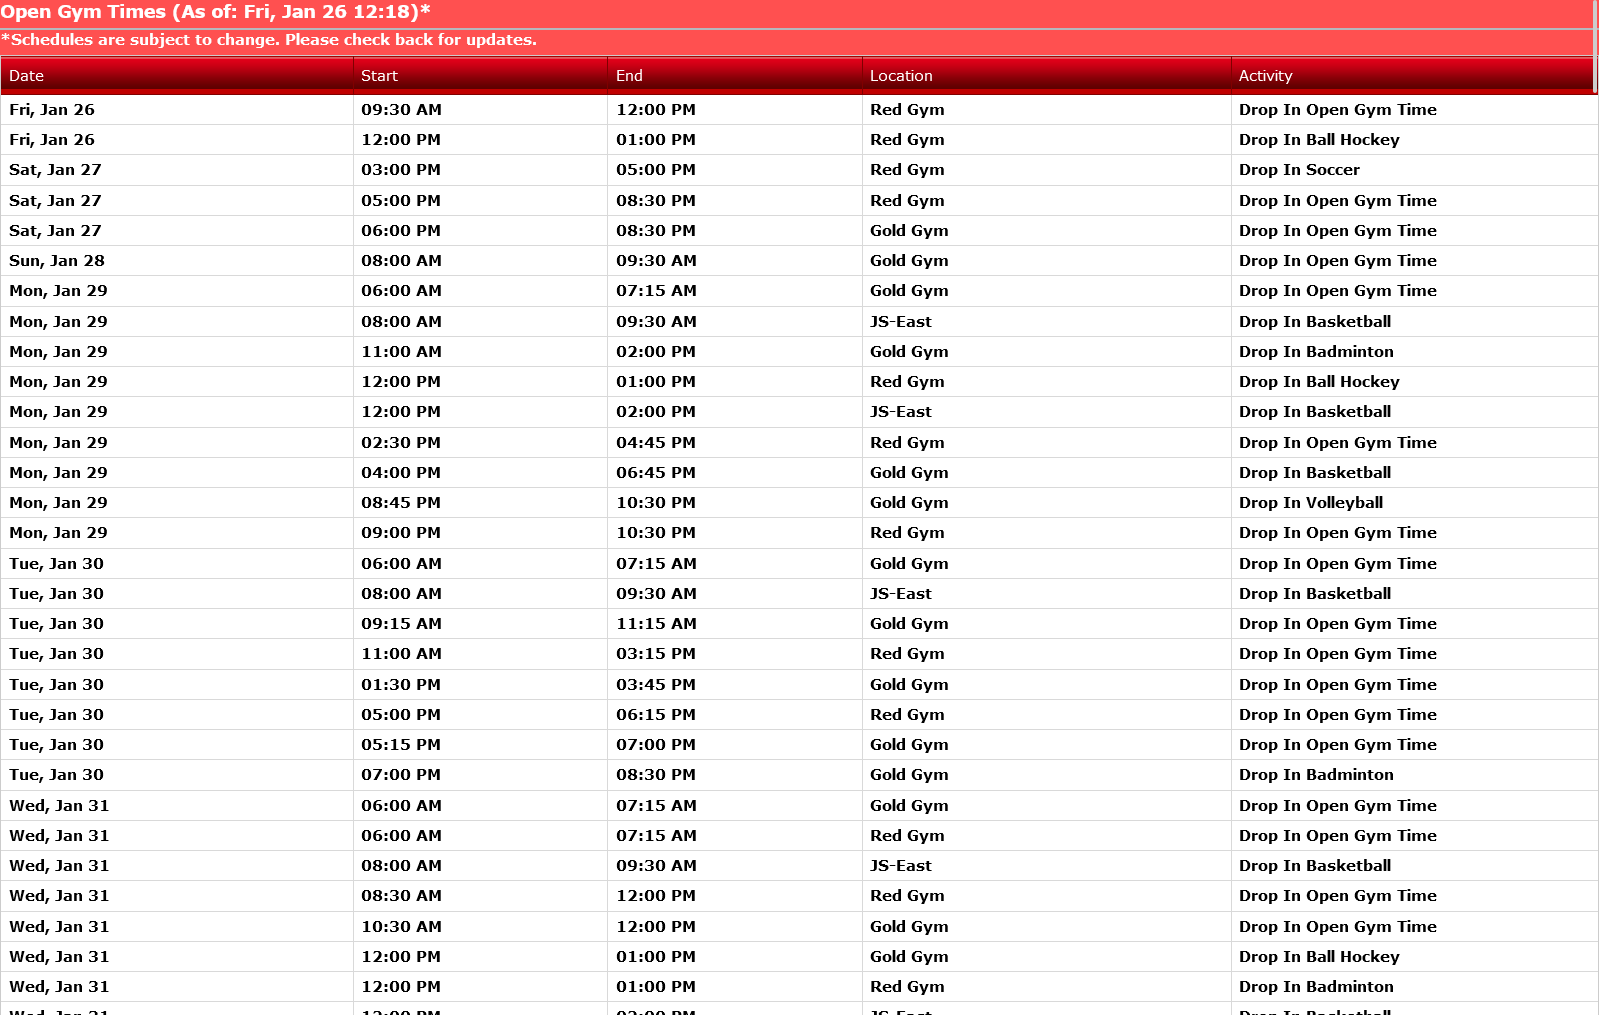 Open Gym Times (As of: Fri, Jan 26 12:18)*
*Schedules are subject to change. Please check back for updates.
Date Start End Location Activity
Fri, Jan 26 09:30 AM 12:00 PM Red Gym Drop In Open Gym Time
Fri, Jan 26 12:00 PM 01:00 PM Red Gym Drop In Ball Hockey
Sat, Jan 27 03:00 PM 05:00 PM Red Gym Drop In Soccer
Sat, Jan 27 05:00 PM 08:30 PM Red Gym Drop In Open Gym Time
Sat, Jan 27 06:00 PM 08:30 PM Gold Gym Drop In Open Gym Time
Sun, Jan 28 08:00 AM 09:30 AM Gold Gym Drop In Open Gym Time
Mon, Jan 29 06:00 AM 07:15 AM Gold Gym Drop In Open Gym Time
Mon, Jan 29 08:00 AM 09:30 AM JS-East Drop In Basketball
Mon, Jan 29 11:00 AM 02:00 PM Gold Gym Drop In Badminton
Mon, Jan 29 12:00 PM 01:00 PM Red Gym Drop In Ball Hockey
Mon, Jan 29 12:00 PM 02:00 PM JS-East Drop In Basketball
Mon, Jan 29 02:30 PM 04:45 PM Red Gym Drop In Open Gym Time
Mon, Jan 29 04:00 PM 06:45 PM Gold Gym Drop In Basketball
Mon, Jan 29 08:45 PM 10:30 PM Gold Gym Drop In Volleyball
Mon, Jan 29 09:00 PM 10:30 PM Red Gym Drop In Open Gym Time
Tue, Jan 30 06:00 AM 07:15 AM Gold Gym Drop In Open Gym Time
Tue, Jan 30 08:00 AM 09:30 AM JS-East Drop In Basketball
Tue, Jan 30 09:15 AM 11:15 AM Gold Gym Drop In Open Gym Time
Tue, Jan 30 11:00 AM 03:15 PM Red Gym Drop In Open Gym Time
Tue, Jan 30 01:30 PM 03:45 PM Gold Gym Drop In Open Gym Time
Tue, Jan 30 05:00 PM 06:15 PM Red Gym Drop In Open Gym Time
Tue, Jan 30 05:15 PM 07:00 PM Gold Gym Drop In Open Gym Time
Tue, Jan 30 07:00 PM 08:30 PM Gold Gym Drop In Badminton
Wed, Jan 31 06:00 AM 07:15 AM Gold Gym Drop In Open Gym Time
Wed, Jan 31 06:00 AM 07:15 AM Red Gym Drop In Open Gym Time
Wed, Jan 31 08:00 AM 09:30 AM JS-East Drop In Basketball
Wed, Jan 31 08:30 AM 12:00 PM Red Gym Drop In Open Gym Time
Wed, Jan 31 10:30 AM 12:00 PM Gold Gym Drop In Open Gym Time
Wed, Jan 31 12:00 PM 01:00 PM Gold Gym Drop In Ball Hockey
Wed, Jan 31 12:00 PM 01:00 PM Red Gym Drop In Badminton